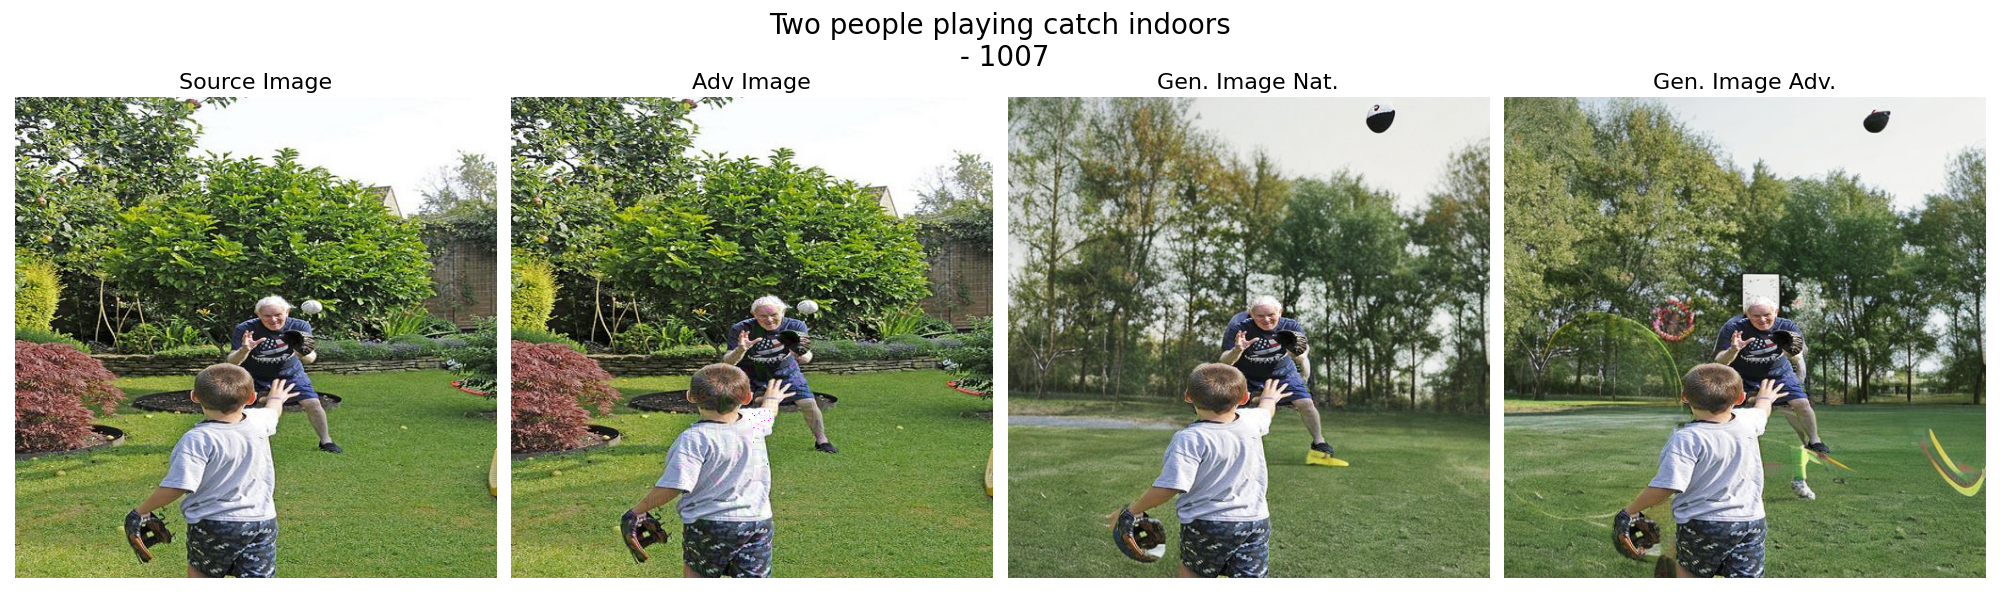 Two people playing catch indoors
- 1007
Source Image
Adv Image
Gen. Image Nat.
Gen. Image Adv.